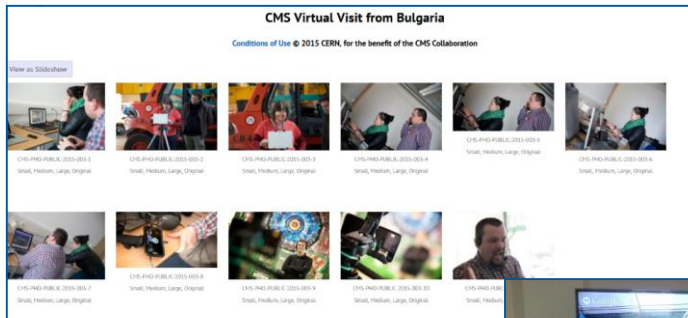 CMS Virtual Visit from Bulgaria
Conditions of Use © 2015 CERN, for the benefit of the CMS Collaboration
View as Slideshow
CMS-PHO-PUBLIC-2015-003-1
CMS-PHO-PUBLIC-2015-003-2
CMS-PHO-PUBLIC-2015-003-3
CMS-PHO-PUBLIC-2015-003-4
CMS-PHO-PUBLIC-2015-003-5
CMS-PHO-PUBLIC-2015-003-6
Small, Medium, Large, Original
Small, Medium, Large, Original
Small, Medium, Large, Original
Small, Medium, Large, Original
Small, Medium, Large, Original
Small, Medium, Large, Original
CMS-PHO-PUBLIC-2015-003-7
CMS-PHO-PUBLIC-2015-003-8
CMS-PHO-PUBLIC-2015-003-9
CMS-PHO-PUBLIC-2015-003-10
Small, Medium, Large, Original
Small, Medium, Large, Original
Small, Medium, Large, Original
Small, Medium, Large, Original
Small, Medium,